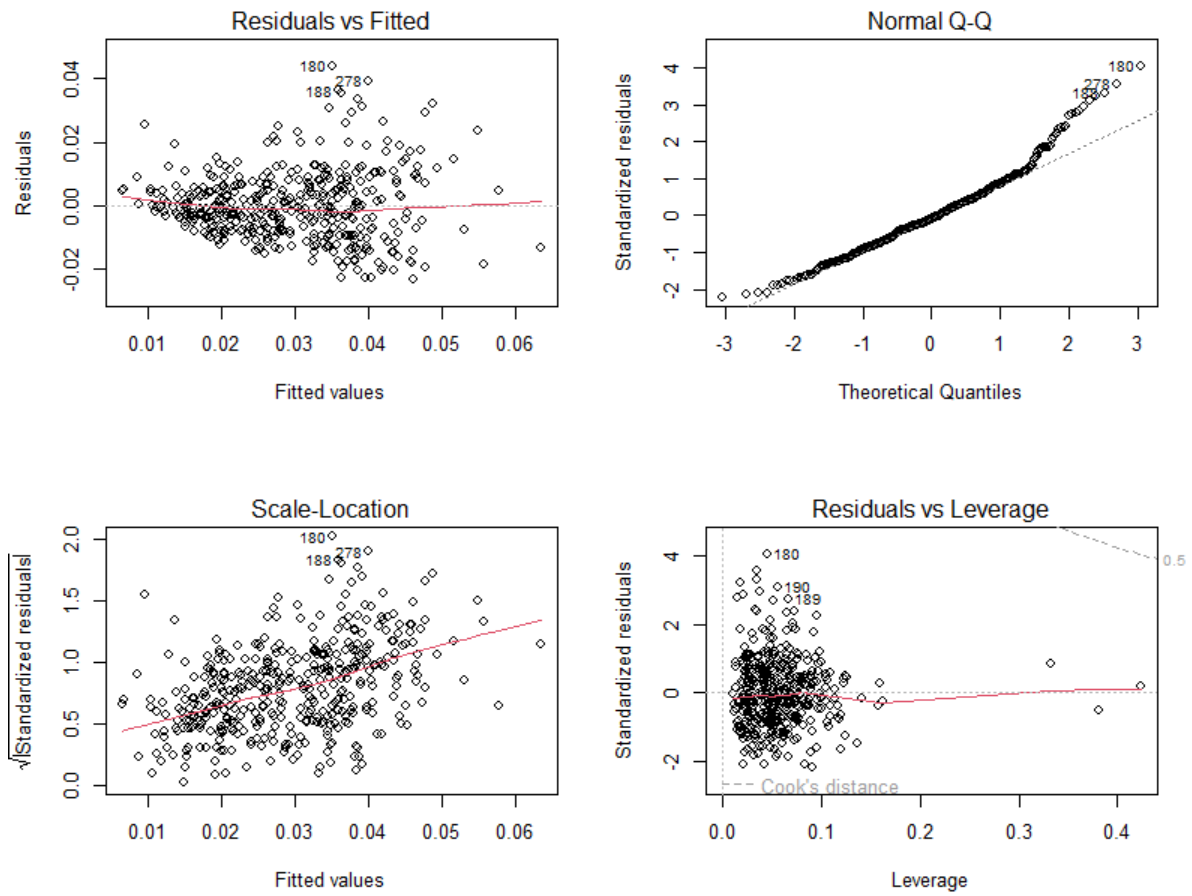 Residuals vs Fitted
Residuals
0.04
0.02
0.00
-0.02
180
278
188
0.01 0.02 0.03 0.04 0.05 0.06
Fitted values
Normal Q-Q
Standardized residuals
4
3
2
1
0
-1
-2
180
278
188
-3 -2 -1 0 1 2 3
Theoretical Quantiles
Scale-Location
√|Standardized residuals|
2.0
1.5
1.0
0.5
0.0
180
278
188
0.01 0.02 0.03 0.04 0.05 0.06
Fitted values
Residuals vs Leverage
Standardized residuals
4
2
0
-2
180
190
189
0.5
Cook's distance
0.0 0.1 0.2 0.3 0.4
Leverage